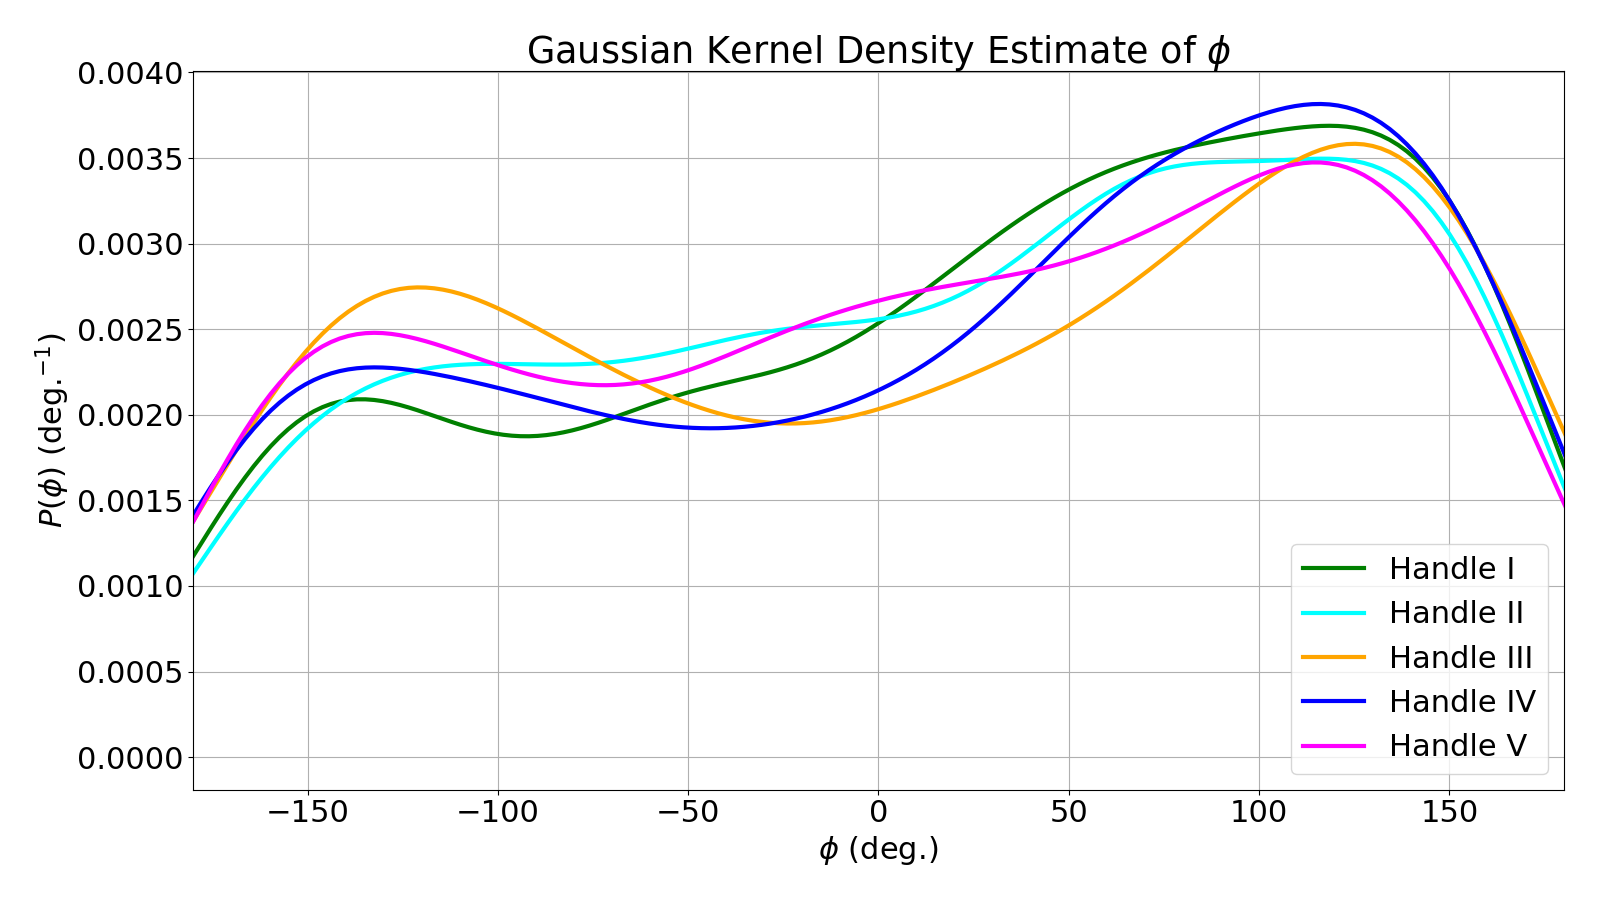 Gaussian Kernel Density Estimate of ϕ
0.0040
0.0035
0.0030
0.0025
0.0020
0.0015
0.0010
0.0005
0.0000
P(ϕ) (deg.⁻¹)
−150 −100 −50 0 50 100 150
ϕ (deg.)
Handle I
Handle II
Handle III
Handle IV
Handle V